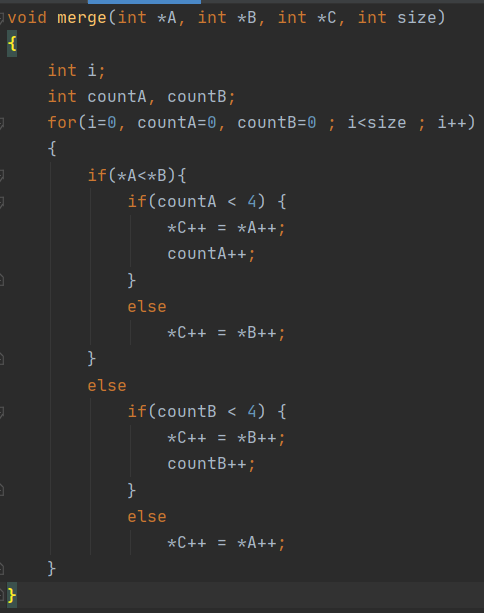 void merge(int *A, int *B, int *C, int size)
{
    int i;
    int countA, countB;
    for(i=0, countA=0, countB=0 ; i<size ; i++)
    {
        if(*A<*B){
            if(countA < 4) {
                *C++ = *A++;
                countA++;
            }
            else
                *C++ = *B++;
        }
        else
            if(countB < 4) {
                *C++ = *B++;
                countB++;
            }
            else
                *C++ = *A++;
    }
}